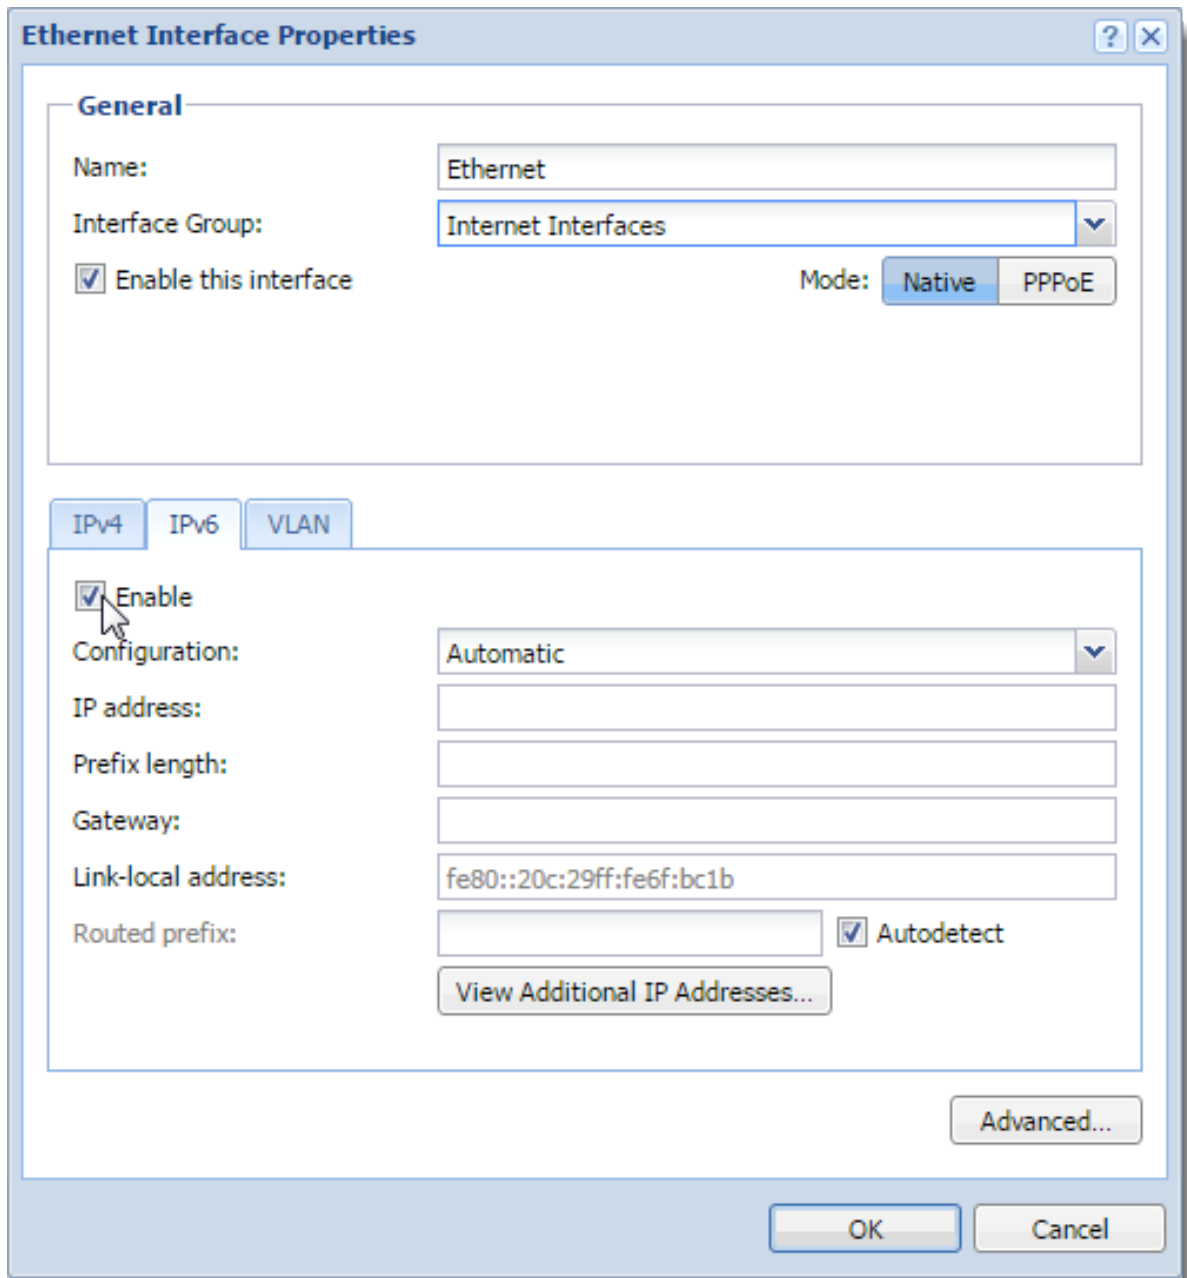 Ethernet Interface Properties
General
Name: Ethernet
Interface Group: Internet Interfaces
Enable this interface Mode: Native PPPoE
IPv4 IPv6 VLAN
Enable
Configuration: Automatic
IP address:
Prefix length:
Gateway:
Link-local address: fe80::20c:29ff:fe6f:bc1b
Routed prefix: Autodetect
View Additional IP Addresses...
Advanced...
OK Cancel